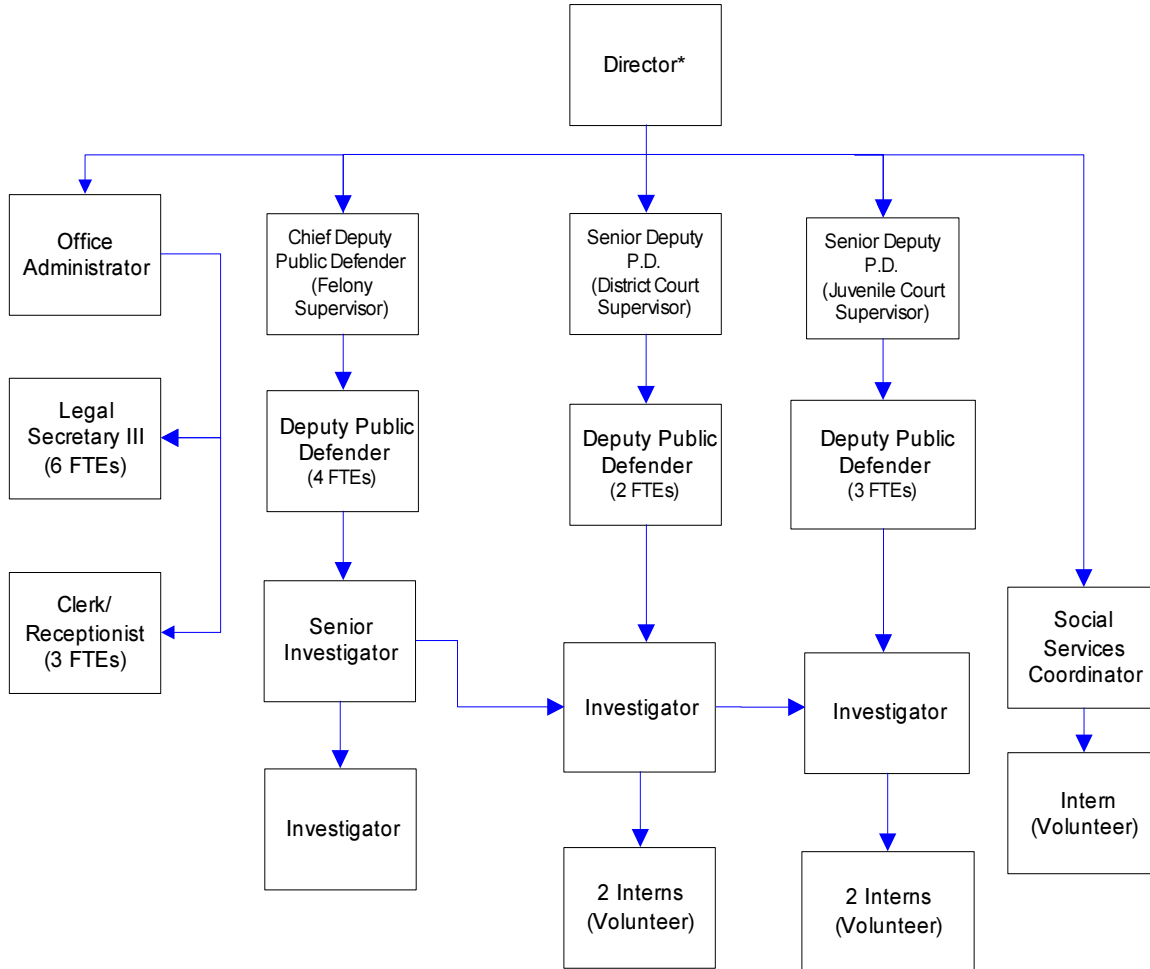 Director*
Office
Administrator
Chief Deputy
Public Defender
(Felony
Supervisor)
Senior Deputy
P.D.
(District Court
Supervisor)
Senior Deputy
P.D.
(Juvenile Court
Supervisor)
Legal
Secretary III
(6 FTEs)
Deputy Public
Defender
(4 FTEs)
Deputy Public
Defender
(2 FTEs)
Deputy Public
Defender
(3 FTEs)
Clerk/
Receptionist
(3 FTEs)
Senior
Investigator
Investigator
Investigator
Social
Services
Coordinator
Investigator
2 Interns
(Volunteer)
2 Interns
(Volunteer)
Intern
(Volunteer)